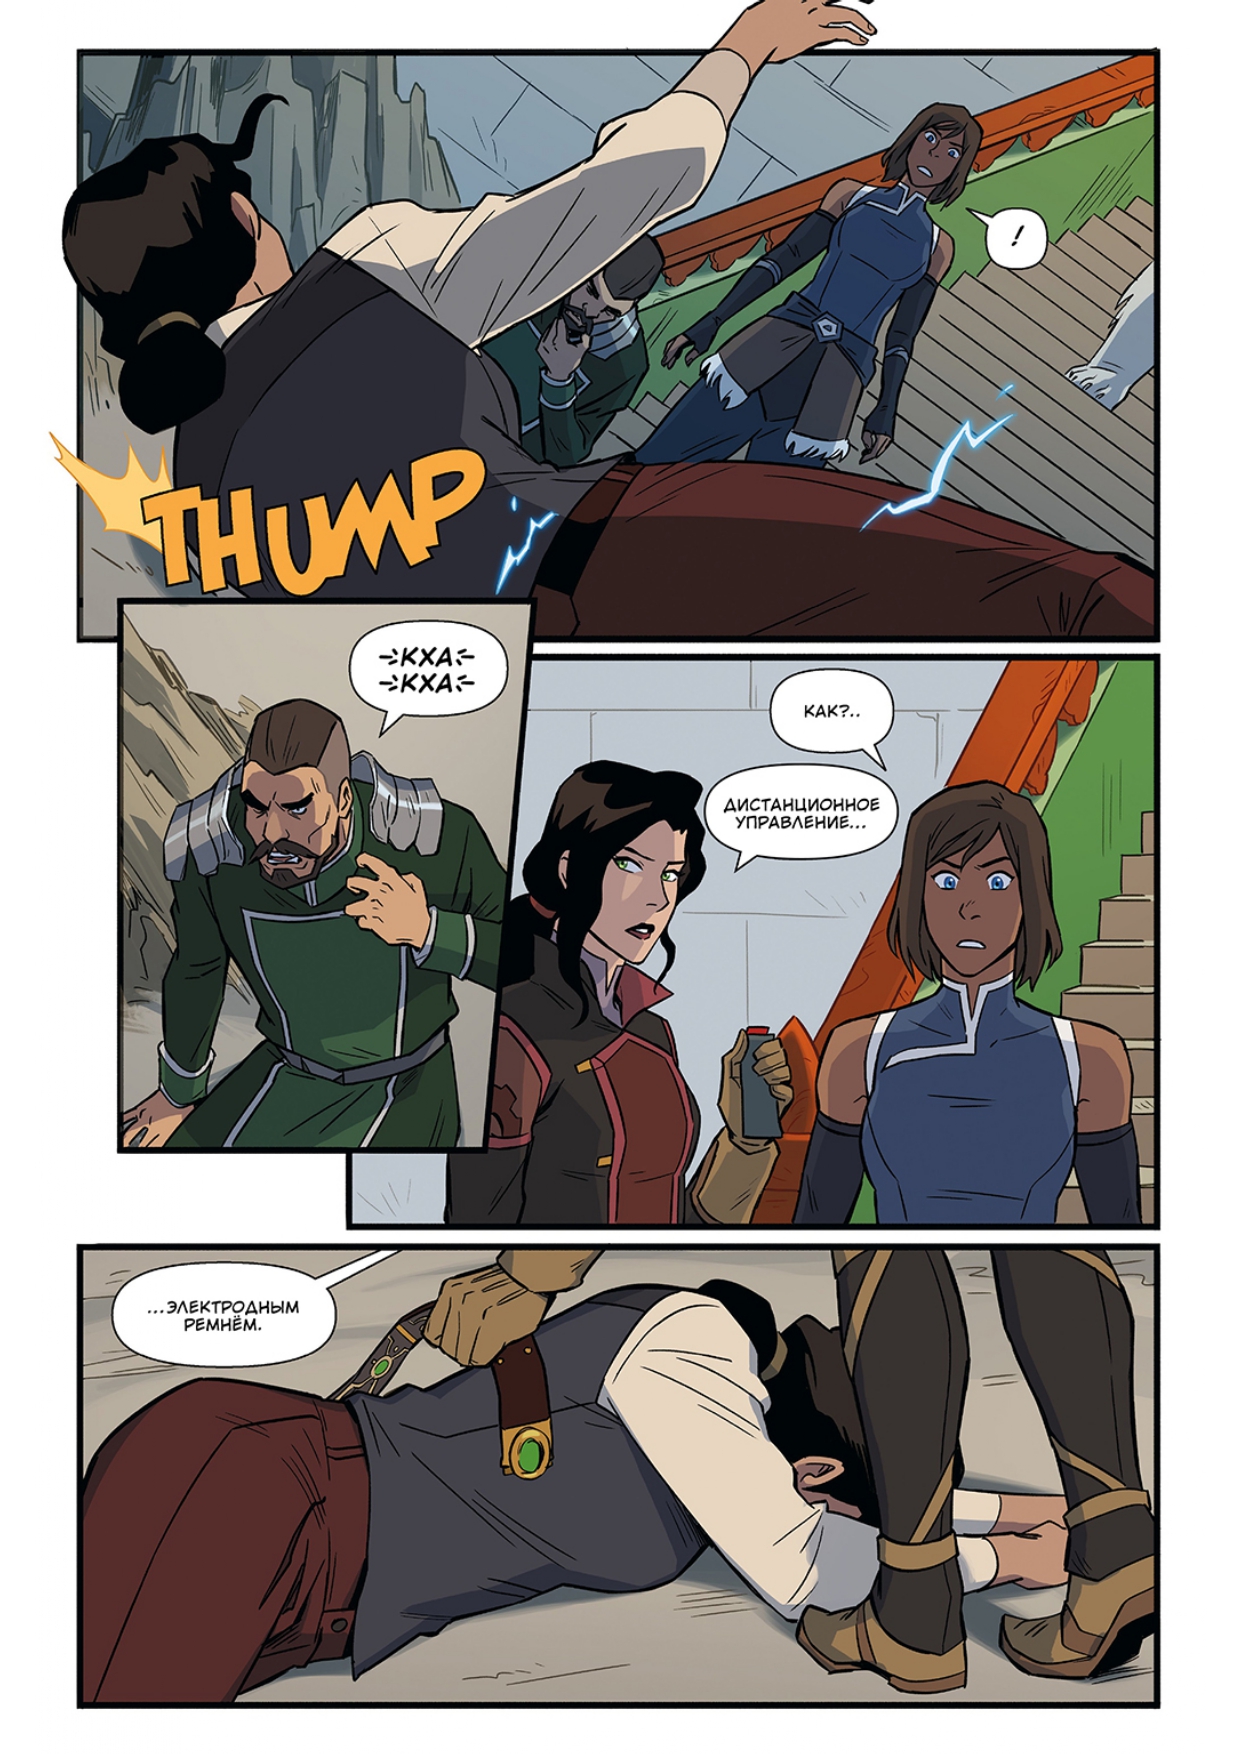 !
THUMP
КХА
КХА
КАК?..
ДИСТАНЦИОННОЕ
УПРАВЛЕНИЕ...
...ЭЛЕКТРОДНЫМ
РЕМНЁМ.